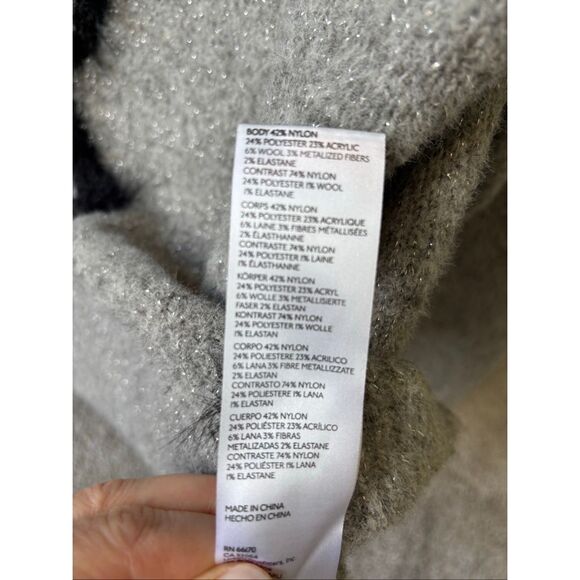 BODY 42% NYLON
24% POLYESTER 23% ACRYLIC
6% WOOL 3% METALIZED FIBERS
2% ELASTANE
CONTRAST 74% NYLON
24% POLYESTER 1% WOOL
1% ELASTANE
CORPS 42% NYLON
24% POLYESTER 23% ACRYLIQUE
6% LAINE 3% FIBRES MÉTALLISÉES
2% ÉLASTHANNE
CONTRASTE 74% NYLON
24% POLYESTER 1% LAINE
1% ÉLASTHANNE
KÖRPER 42% NYLON
24% POLYESTER 23% ACRYL
6% WOLLE 3% METALLISIERTE
FASER 2% ELASTAN
KONTRAST 74% NYLON
24% POLYESTER 1% WOLLE
1% ELASTAN
CORPO 42% NYLON
24% POLIESTERE 23% ACRILICO
6% LANA 3% FIBRE METALLIZZATE
2% ELASTAN
CONTRASTO 74% NYLON
24% POLIESTERE 1% LANA
1% ELASTAN
CUERPO 42% NYLON
24% POLIÉSTER 23% ACRÍLICO
6% LANA 3% FIBRAS
METALIZADAS 2% ELASTANE
CONTRASTE 74% NYLON
24% POLIÉSTER 1% LANA
1% ELASTANE
MADE IN CHINA
HECHO EN CHINA
RN 66170